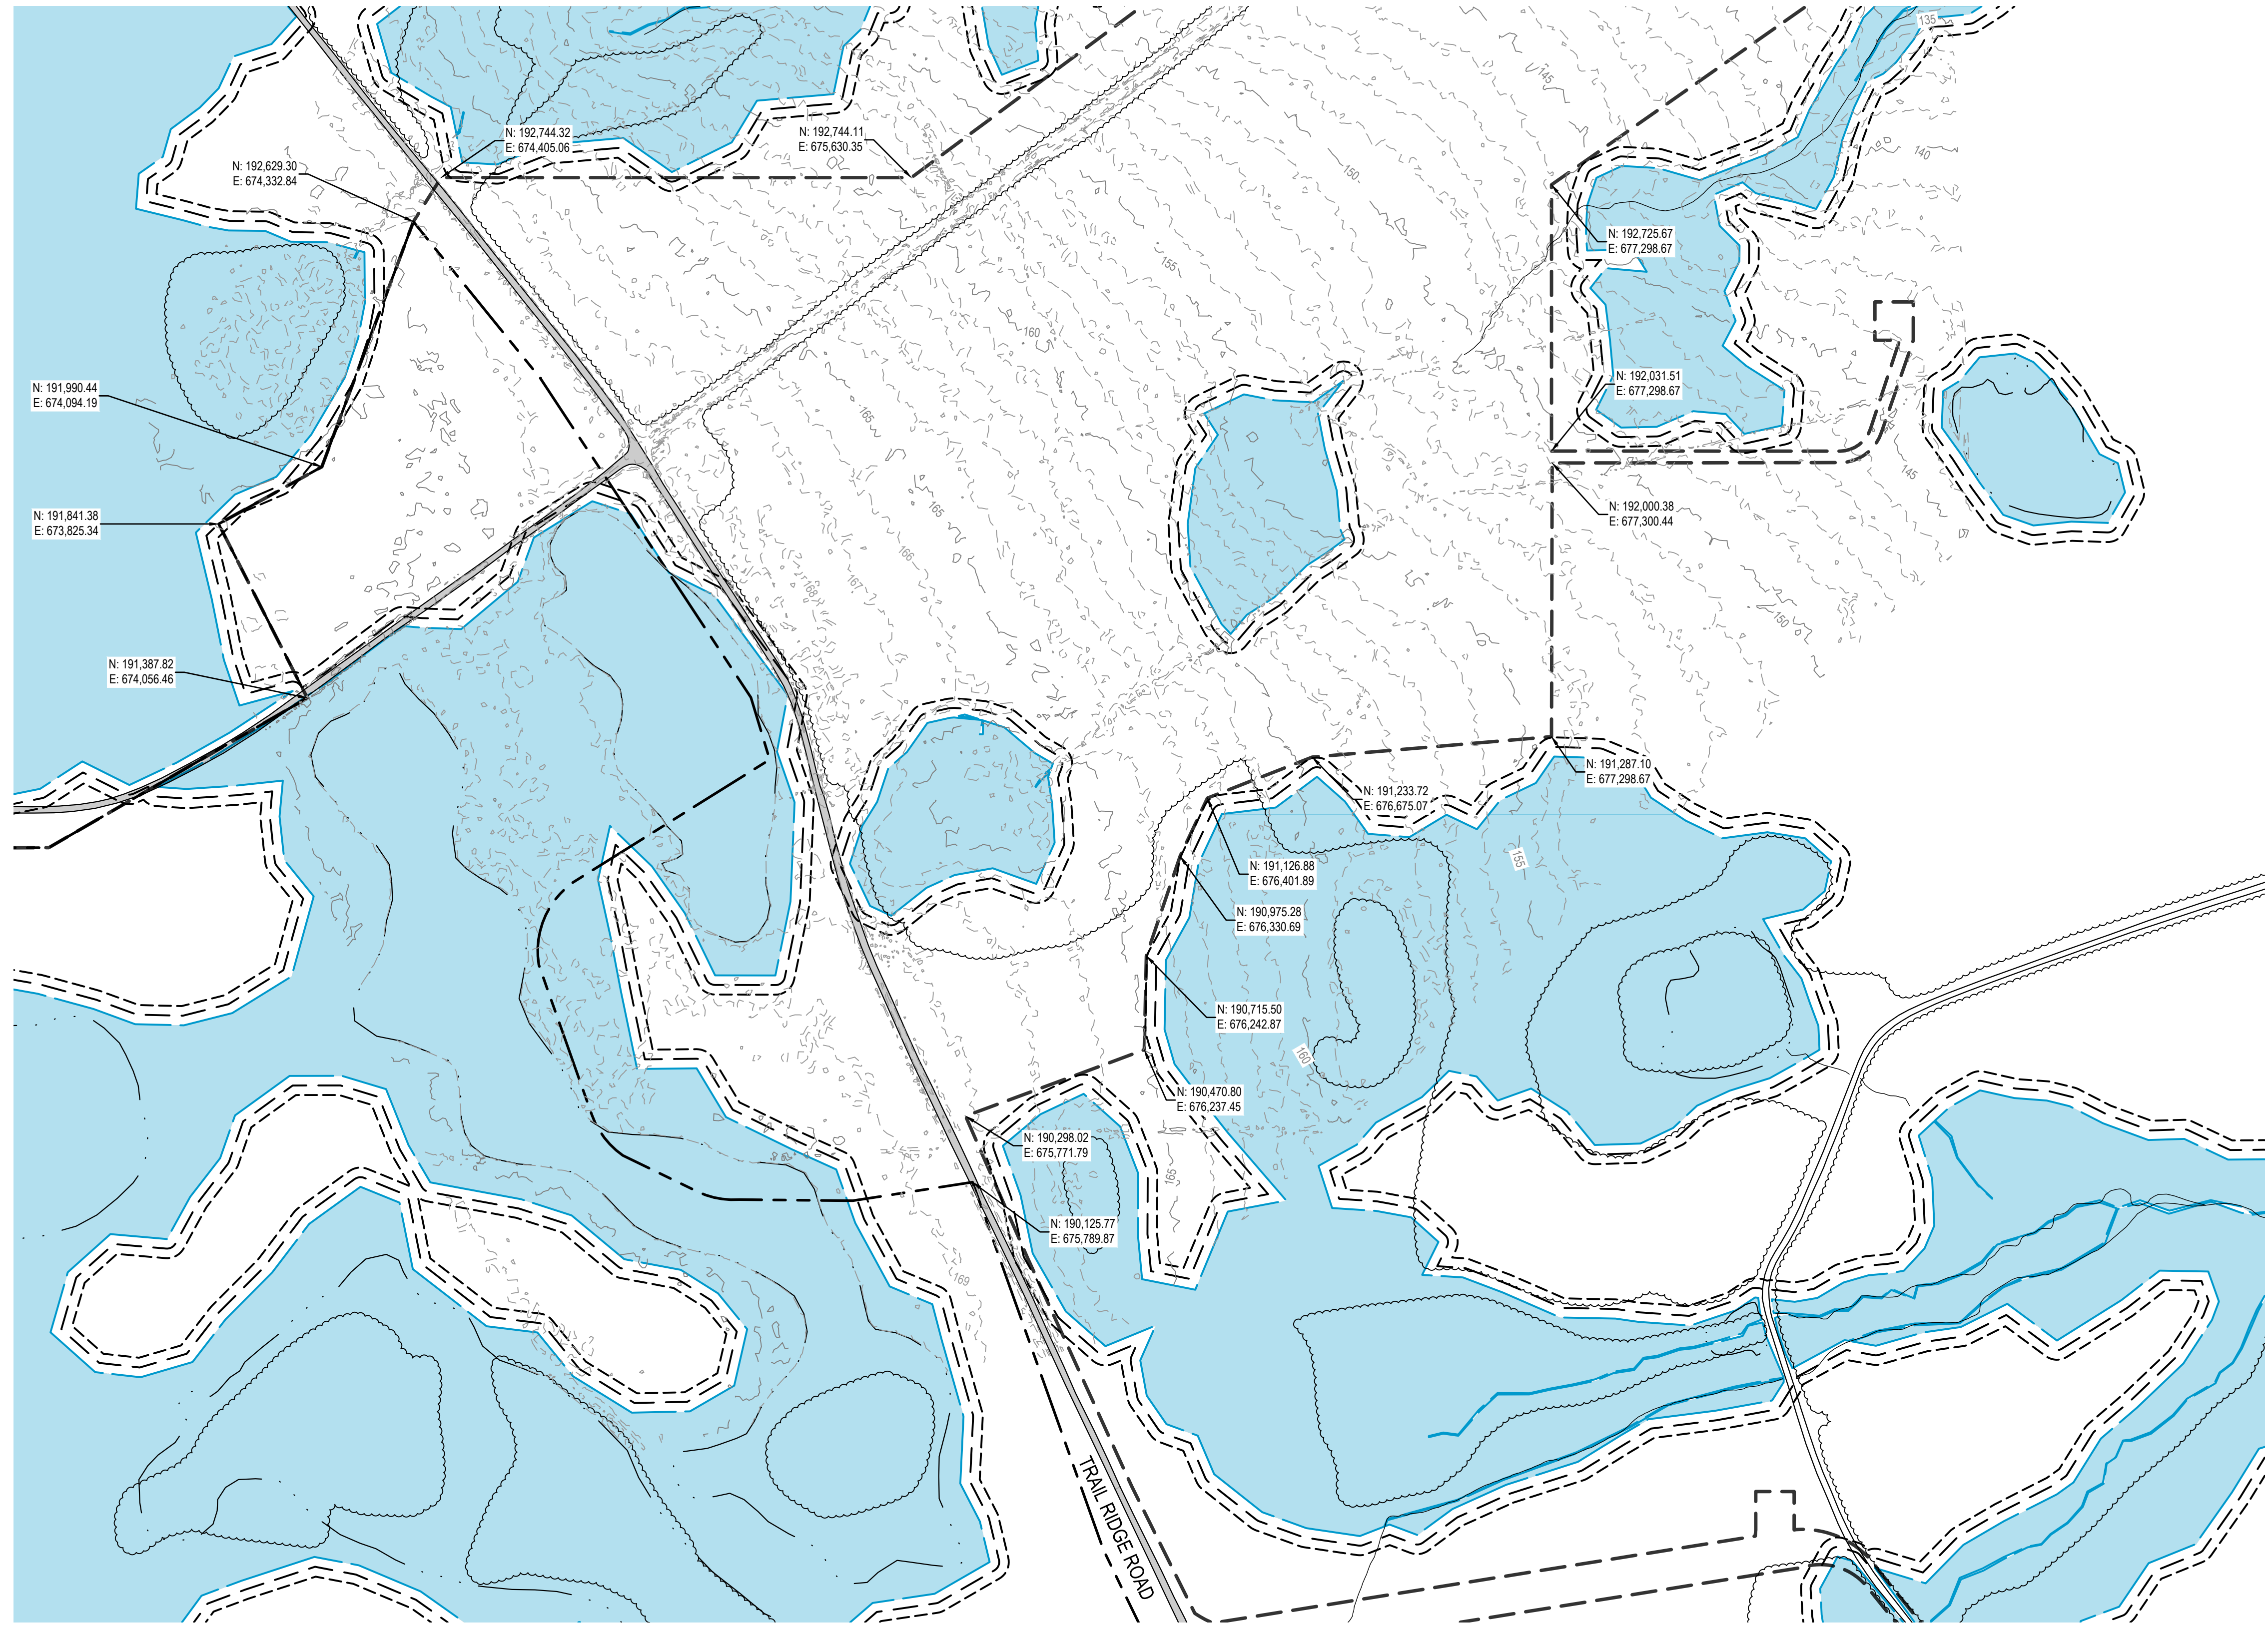 135
145
N: 192,744.32
E: 674,405.06
N: 192,744.11
E: 675,630.35
140
N: 192,629.30
E: 674,332.84
150
N: 192,725.67
E: 677,298.67
155
160
N: 191,990.44
E: 674,094.19
N: 192,031.51
E: 677,298.67
165
145
165
N: 192,000.38
E: 677,300.44
N: 191,841.38
E: 673,825.34
166
167
168
150
N: 191,387.82
E: 674,056.46
N: 191,287.10
E: 677,298.67
N: 191,233.72
E: 676,675.07
155
N: 191,126.88
E: 676,401.89
N: 190,975.28
E: 676,330.69
N: 190,715.50
E: 676,242.87
160
N: 190,470.80
E: 676,237.45
N: 190,298.02
E: 675,771.79
165
N: 190,125.77
E: 675,789.87
169
TRAIL RIDGE ROAD